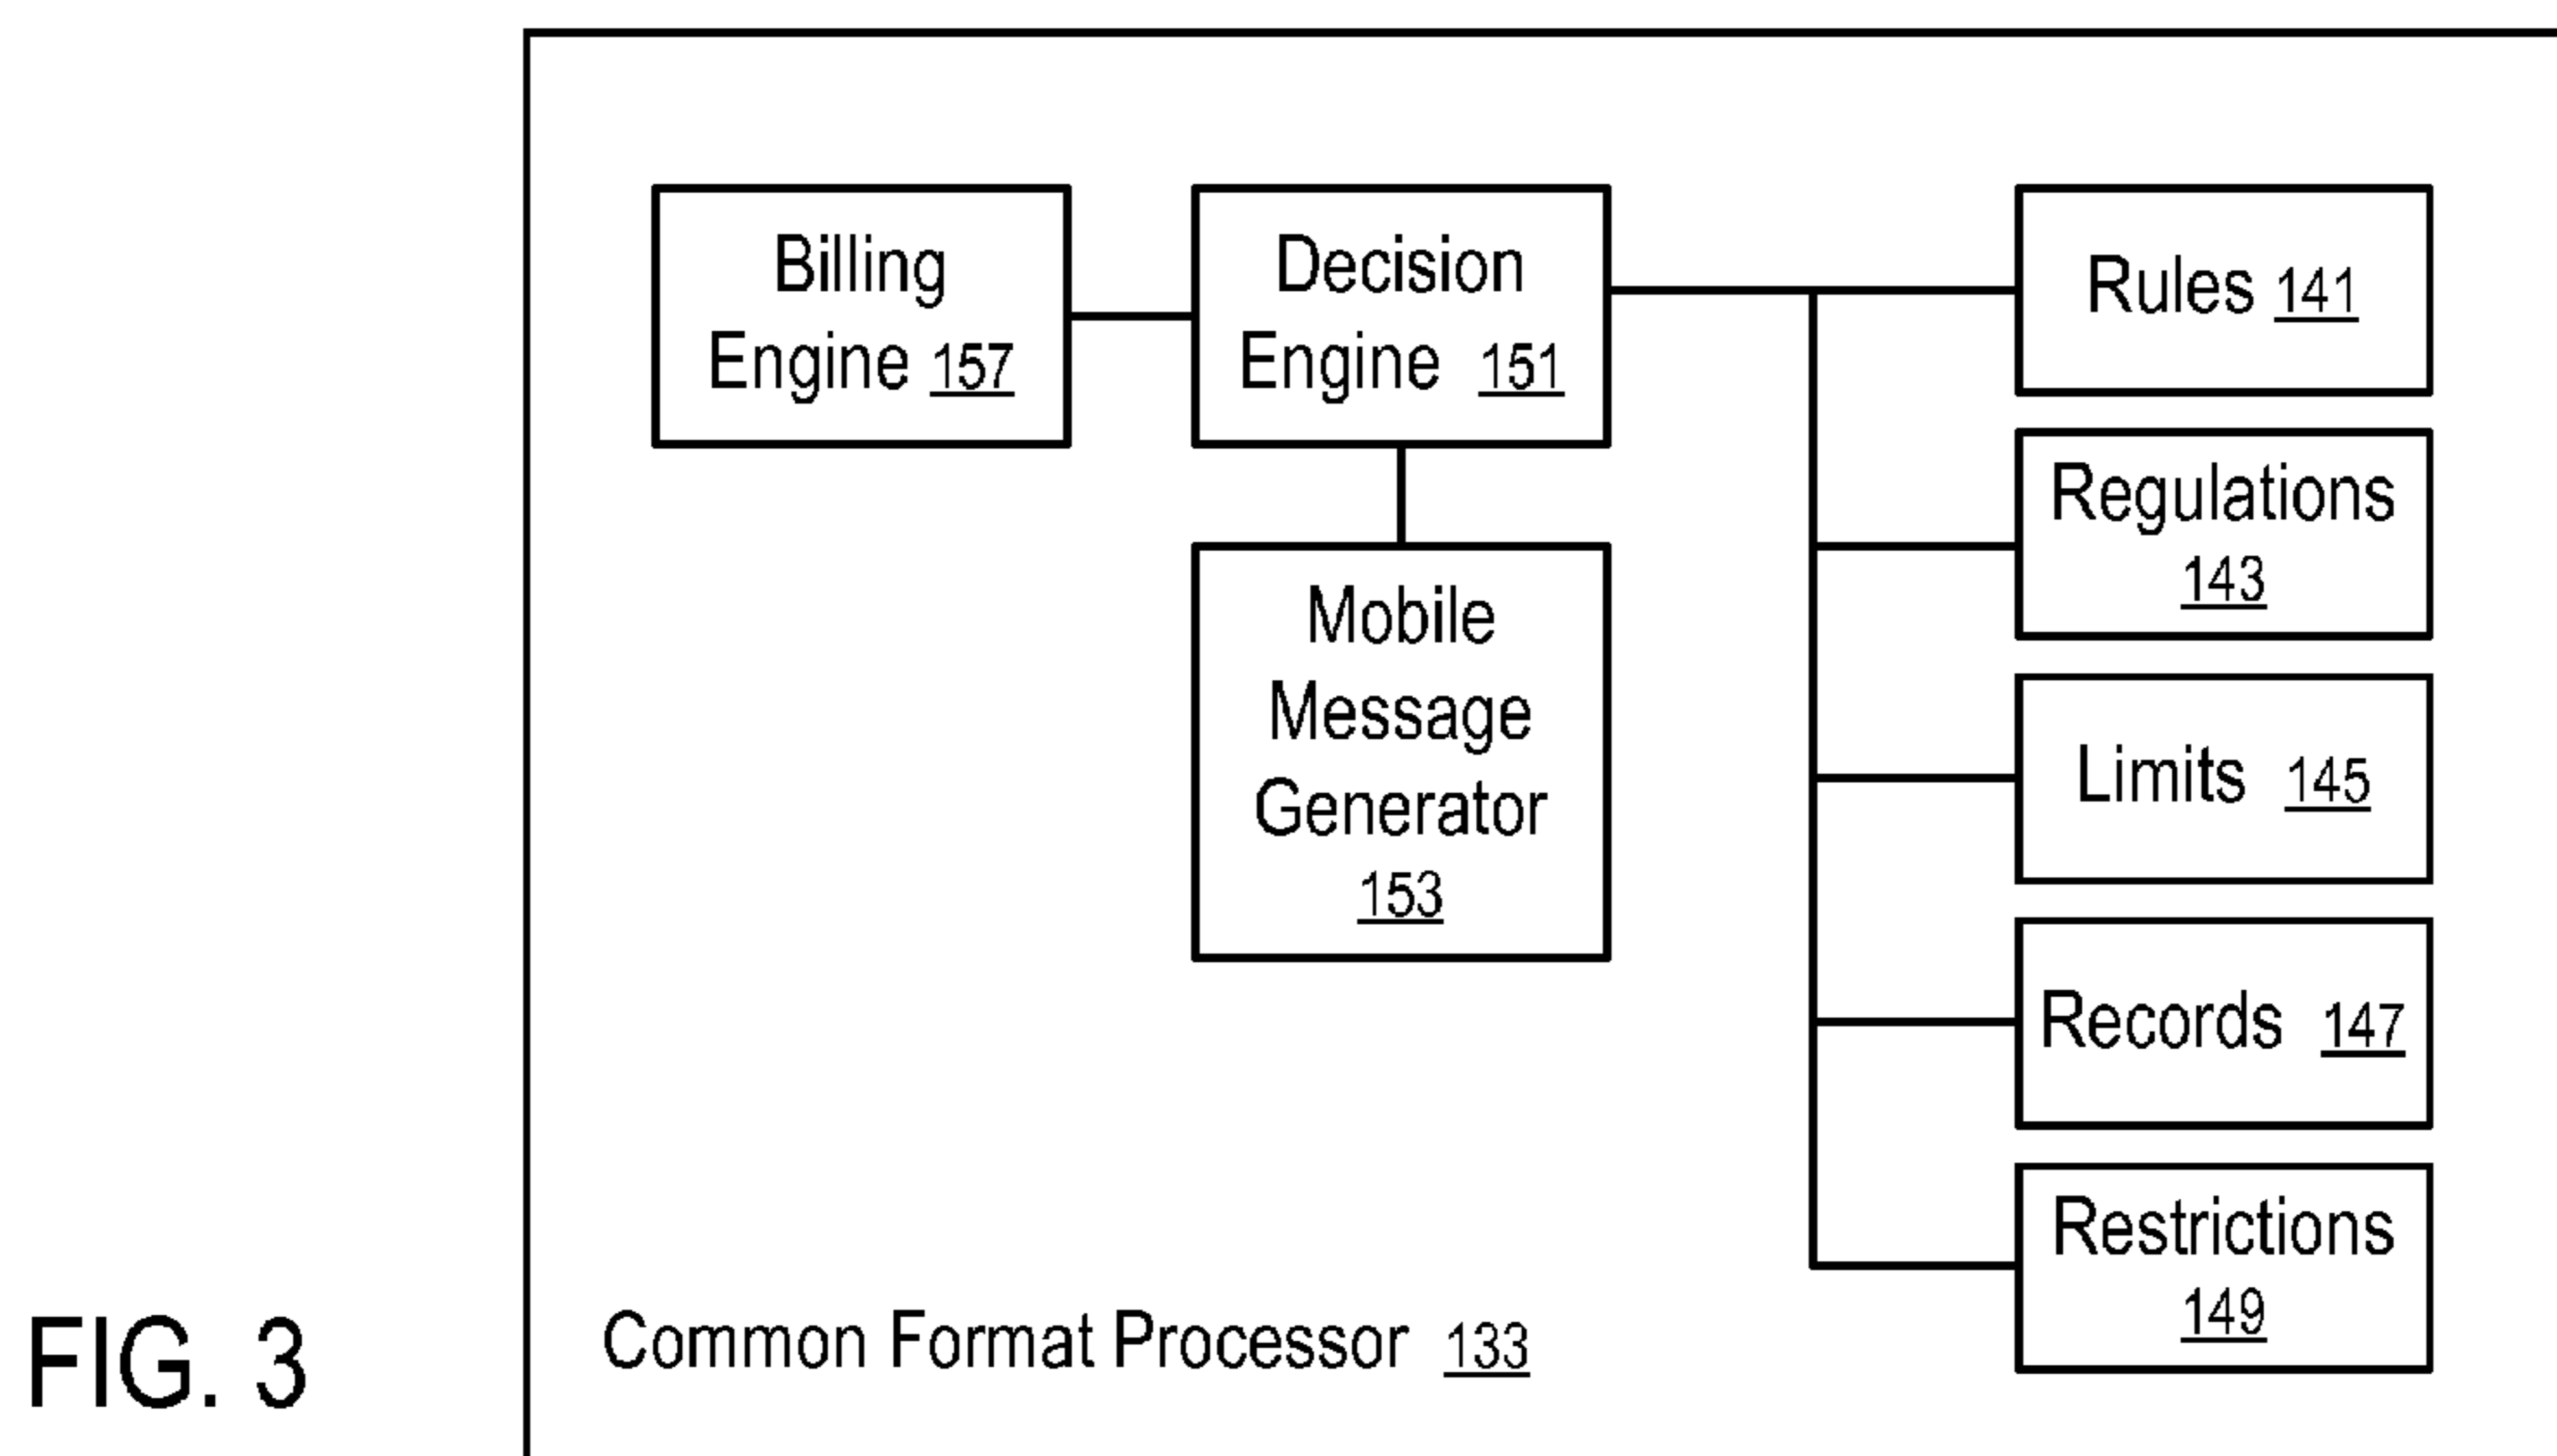 Billing
Engine 157
Decision
Engine 151
Mobile
Message
Generator
153
Rules 141
Regulations
143
Limits 145
Records 147
Restrictions
149
Common Format Processor 133
FIG. 3